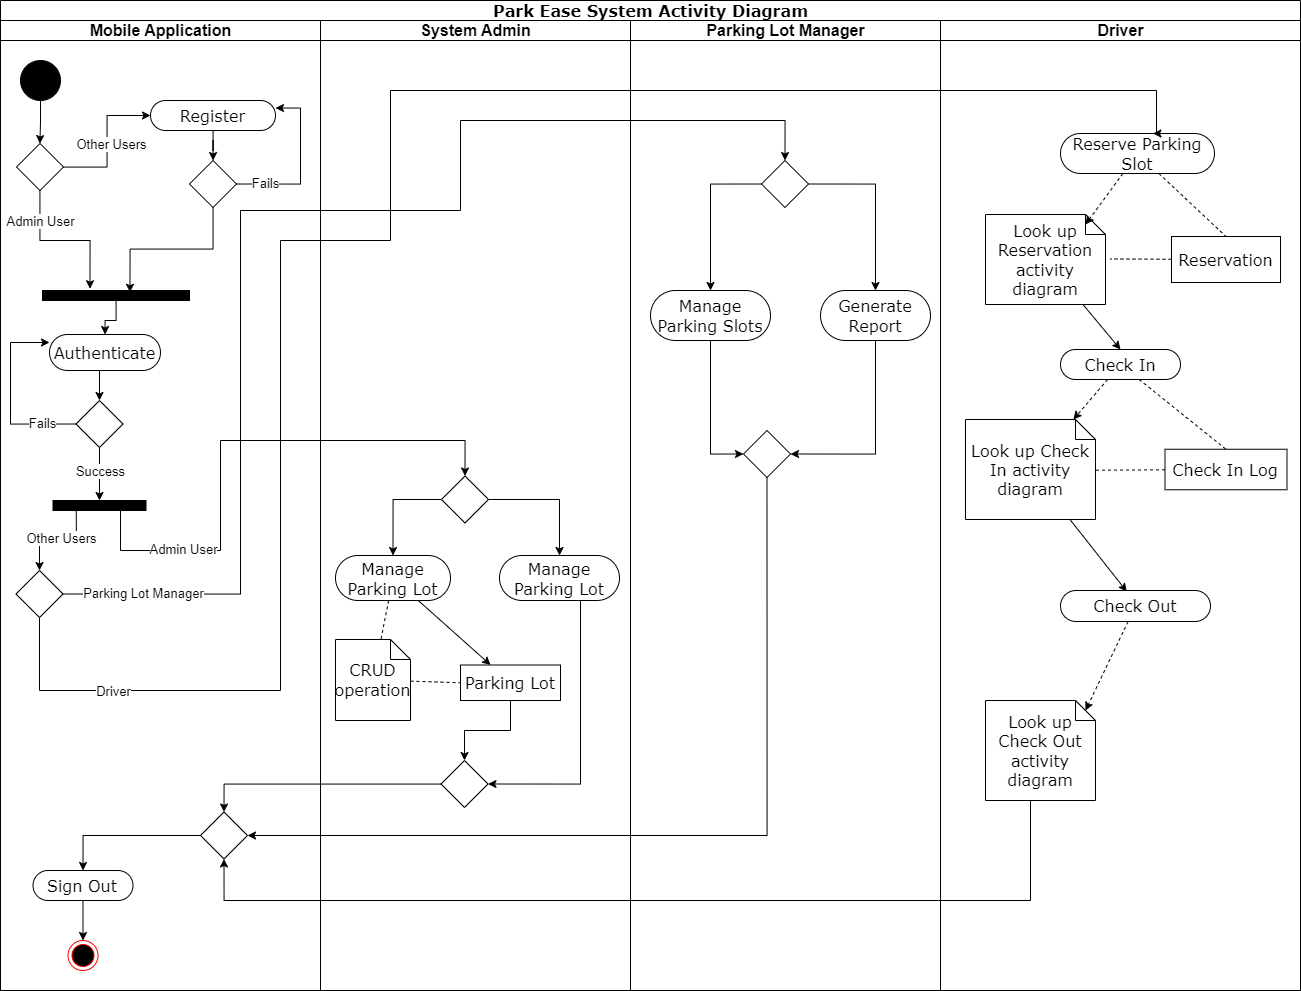 Park Ease System Activity Diagram
Mobile Application
System Admin
Parking Lot Manager
Driver
Register
Other Users
Fails
Admin User
Authenticate
Fails
Success
Other Users
Admin User
Parking Lot Manager
Driver
Sign Out
Manage
Parking Lot
Manage
Parking Lot
CRUD
operation
Parking Lot
Manage
Parking Slots
Generate
Report
Reserve Parking
Slot
Look up
Reservation
activity
diagram
Reservation
Check In
Look up Check
In activity
diagram
Check In Log
Check Out
Look up
Check Out
activity
diagram